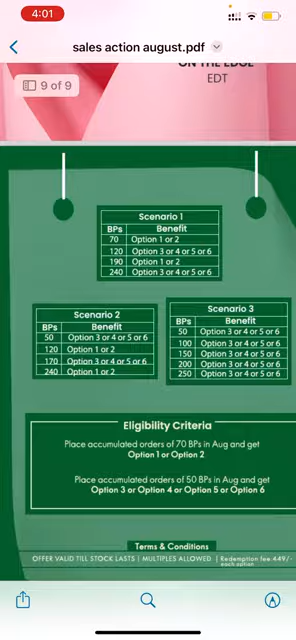 4:01
sales action august.pdf
9 of 9
ON THE EDGE
EDT
Scenario 1
BPs Benefit
70 Option 1 or 2
120 Option 3 or 4 or 5 or 6
190 Option 1 or 2
240 Option 3 or 4 or 5 or 6
Scenario 2
BPs Benefit
50 Option 3 or 4 or 5 or 6
120 Option 1 or 2
170 Option 3 or 4 or 5 or 6
240 Option 1 or 2
Scenario 3
BPs Benefit
50 Option 3 or 4 or 5 or 6
100 Option 3 or 4 or 5 or 6
150 Option 3 or 4 or 5 or 6
200 Option 3 or 4 or 5 or 6
250 Option 3 or 4 or 5 or 6
Eligibility Criteria
Place accumulated orders of 70 BPs in Aug and get
Option 1 or Option 2
Place accumulated orders of 50 BPs in Aug and get
Option 3 or Option 4 or Option 5 or Option 6
Terms & Conditions
OFFER VALID TILL STOCK LASTS | MULTIPLES ALLOWED | Redemption fee 449/-
each option